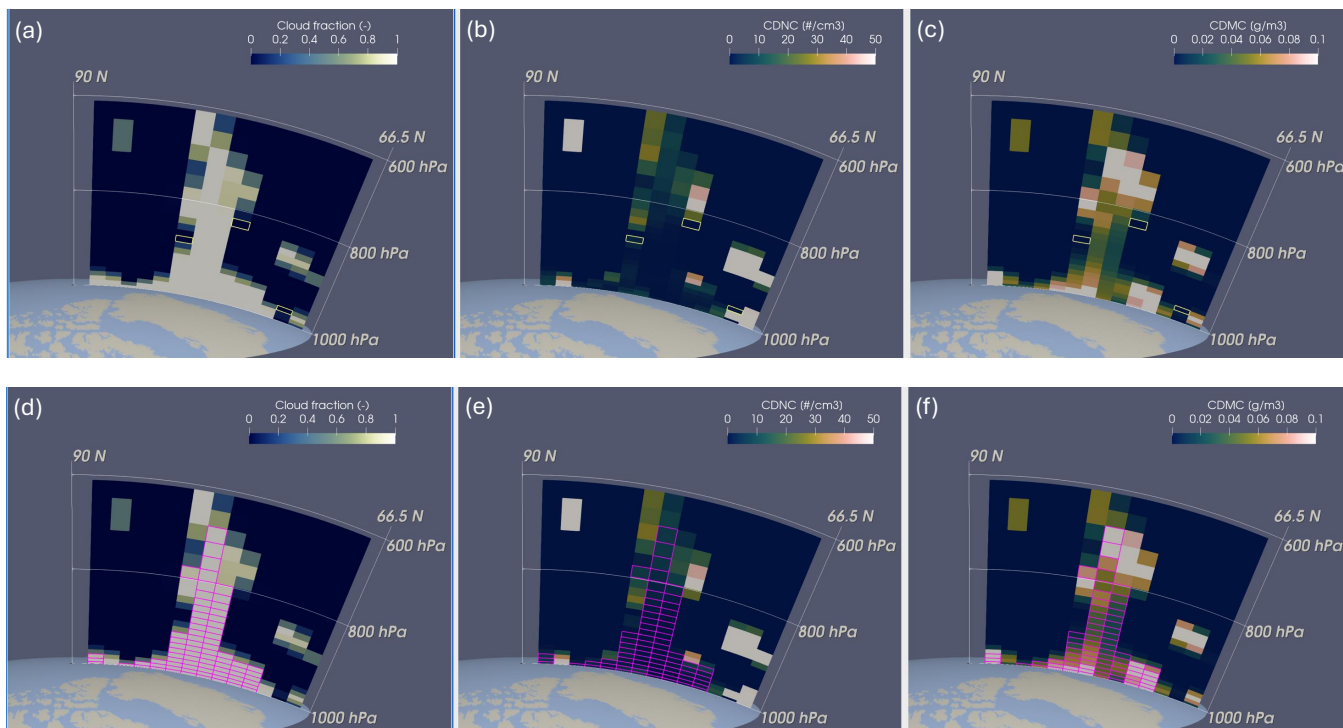 (a)
Cloud fraction (-)
0 0.2 0.4 0.6 0.8 1
90 N
66.5 N
600 hPa
800 hPa
1000 hPa
(b)
CDNC [#/cm3]
0 10 20 30 40 50
90 N
66.5 N
600 hPa
800 hPa
1000 hPa
(c)
CDMC [g/m3]
0 0.02 0.04 0.06 0.08 0.1
90 N
66.5 N
600 hPa
800 hPa
1000 hPa
(d)
Cloud fraction (-)
0 0.2 0.4 0.6 0.8 1
90 N
66.5 N
600 hPa
800 hPa
1000 hPa
(e)
CDNC [#/cm3]
0 10 20 30 40 50
90 N
66.5 N
600 hPa
800 hPa
1000 hPa
(f)
CDMC [g/m3]
0 0.02 0.04 0.06 0.08 0.1
90 N
66.5 N
600 hPa
800 hPa
1000 hPa